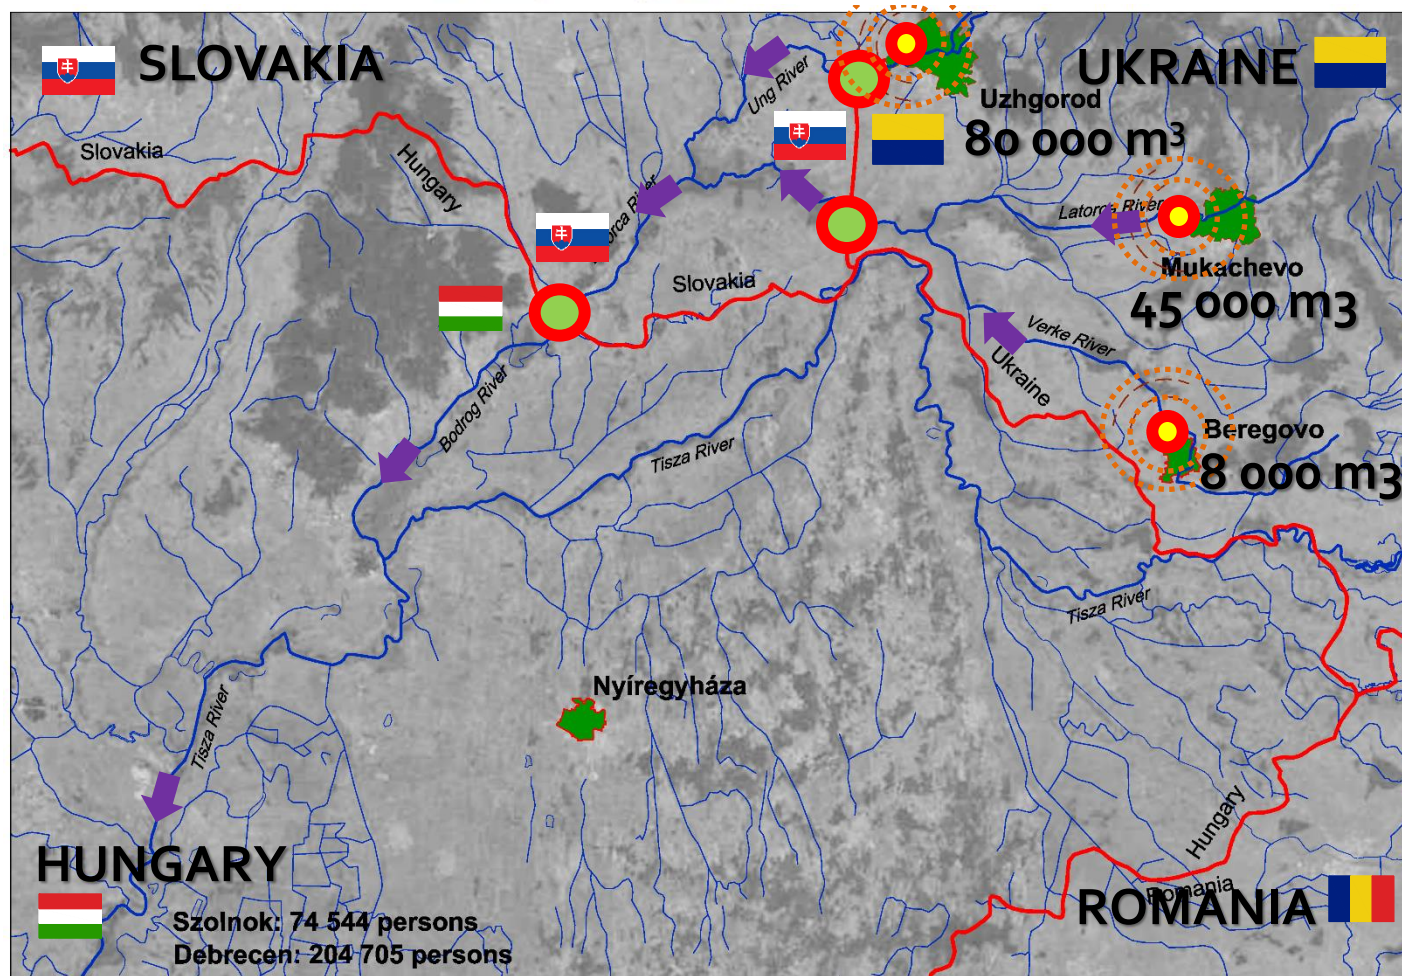 SLOVAKIA
UKRAINE
Ung River
Uzhgorod
80 000 m³
Slovakia
Hungary
Latorca River
orca River
Mukachevo
45 000 m3
Slovakia
Verke River
Ukraine
Bodrog River
Beregovo
8 000 m3
Tisza River
Tisza River
Nyíregyháza
Tisza River
Hungary
HUNGARY
Romania
ROMANIA
Szolnok: 74 544 persons
Debrecen: 204 705 persons